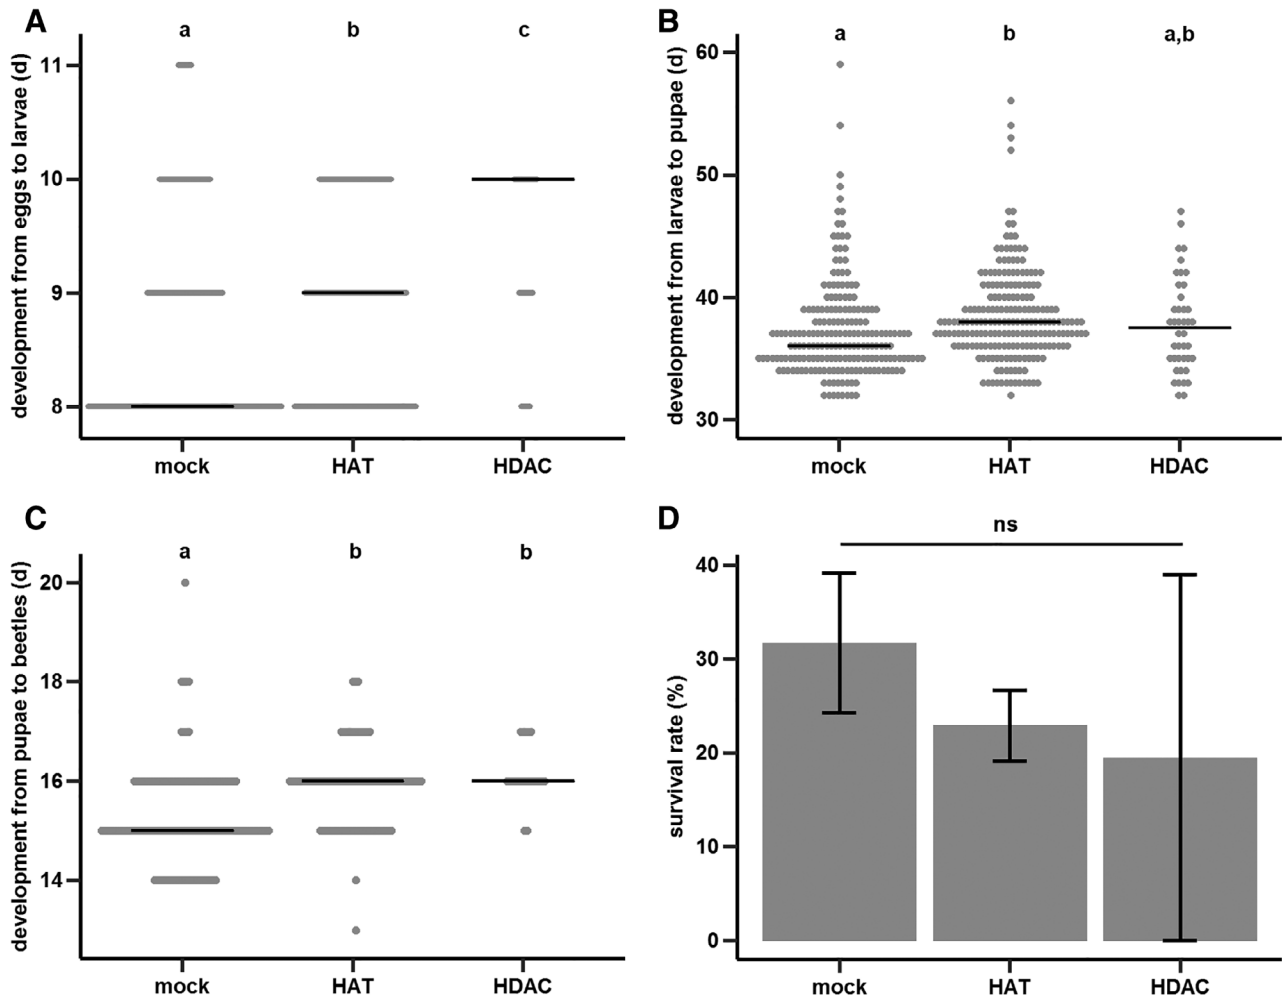 A
a b c
development from eggs to larvae (d)
11
10
9
8
mock HAT HDAC
B
a b a,b
development from larvae to pupae (d)
60
50
40
30
mock HAT HDAC
C
a b b
development from pupae to beetles (d)
20
18
16
14
mock HAT HDAC
D
ns
survival rate (%)
40
30
20
10
0
mock HAT HDAC